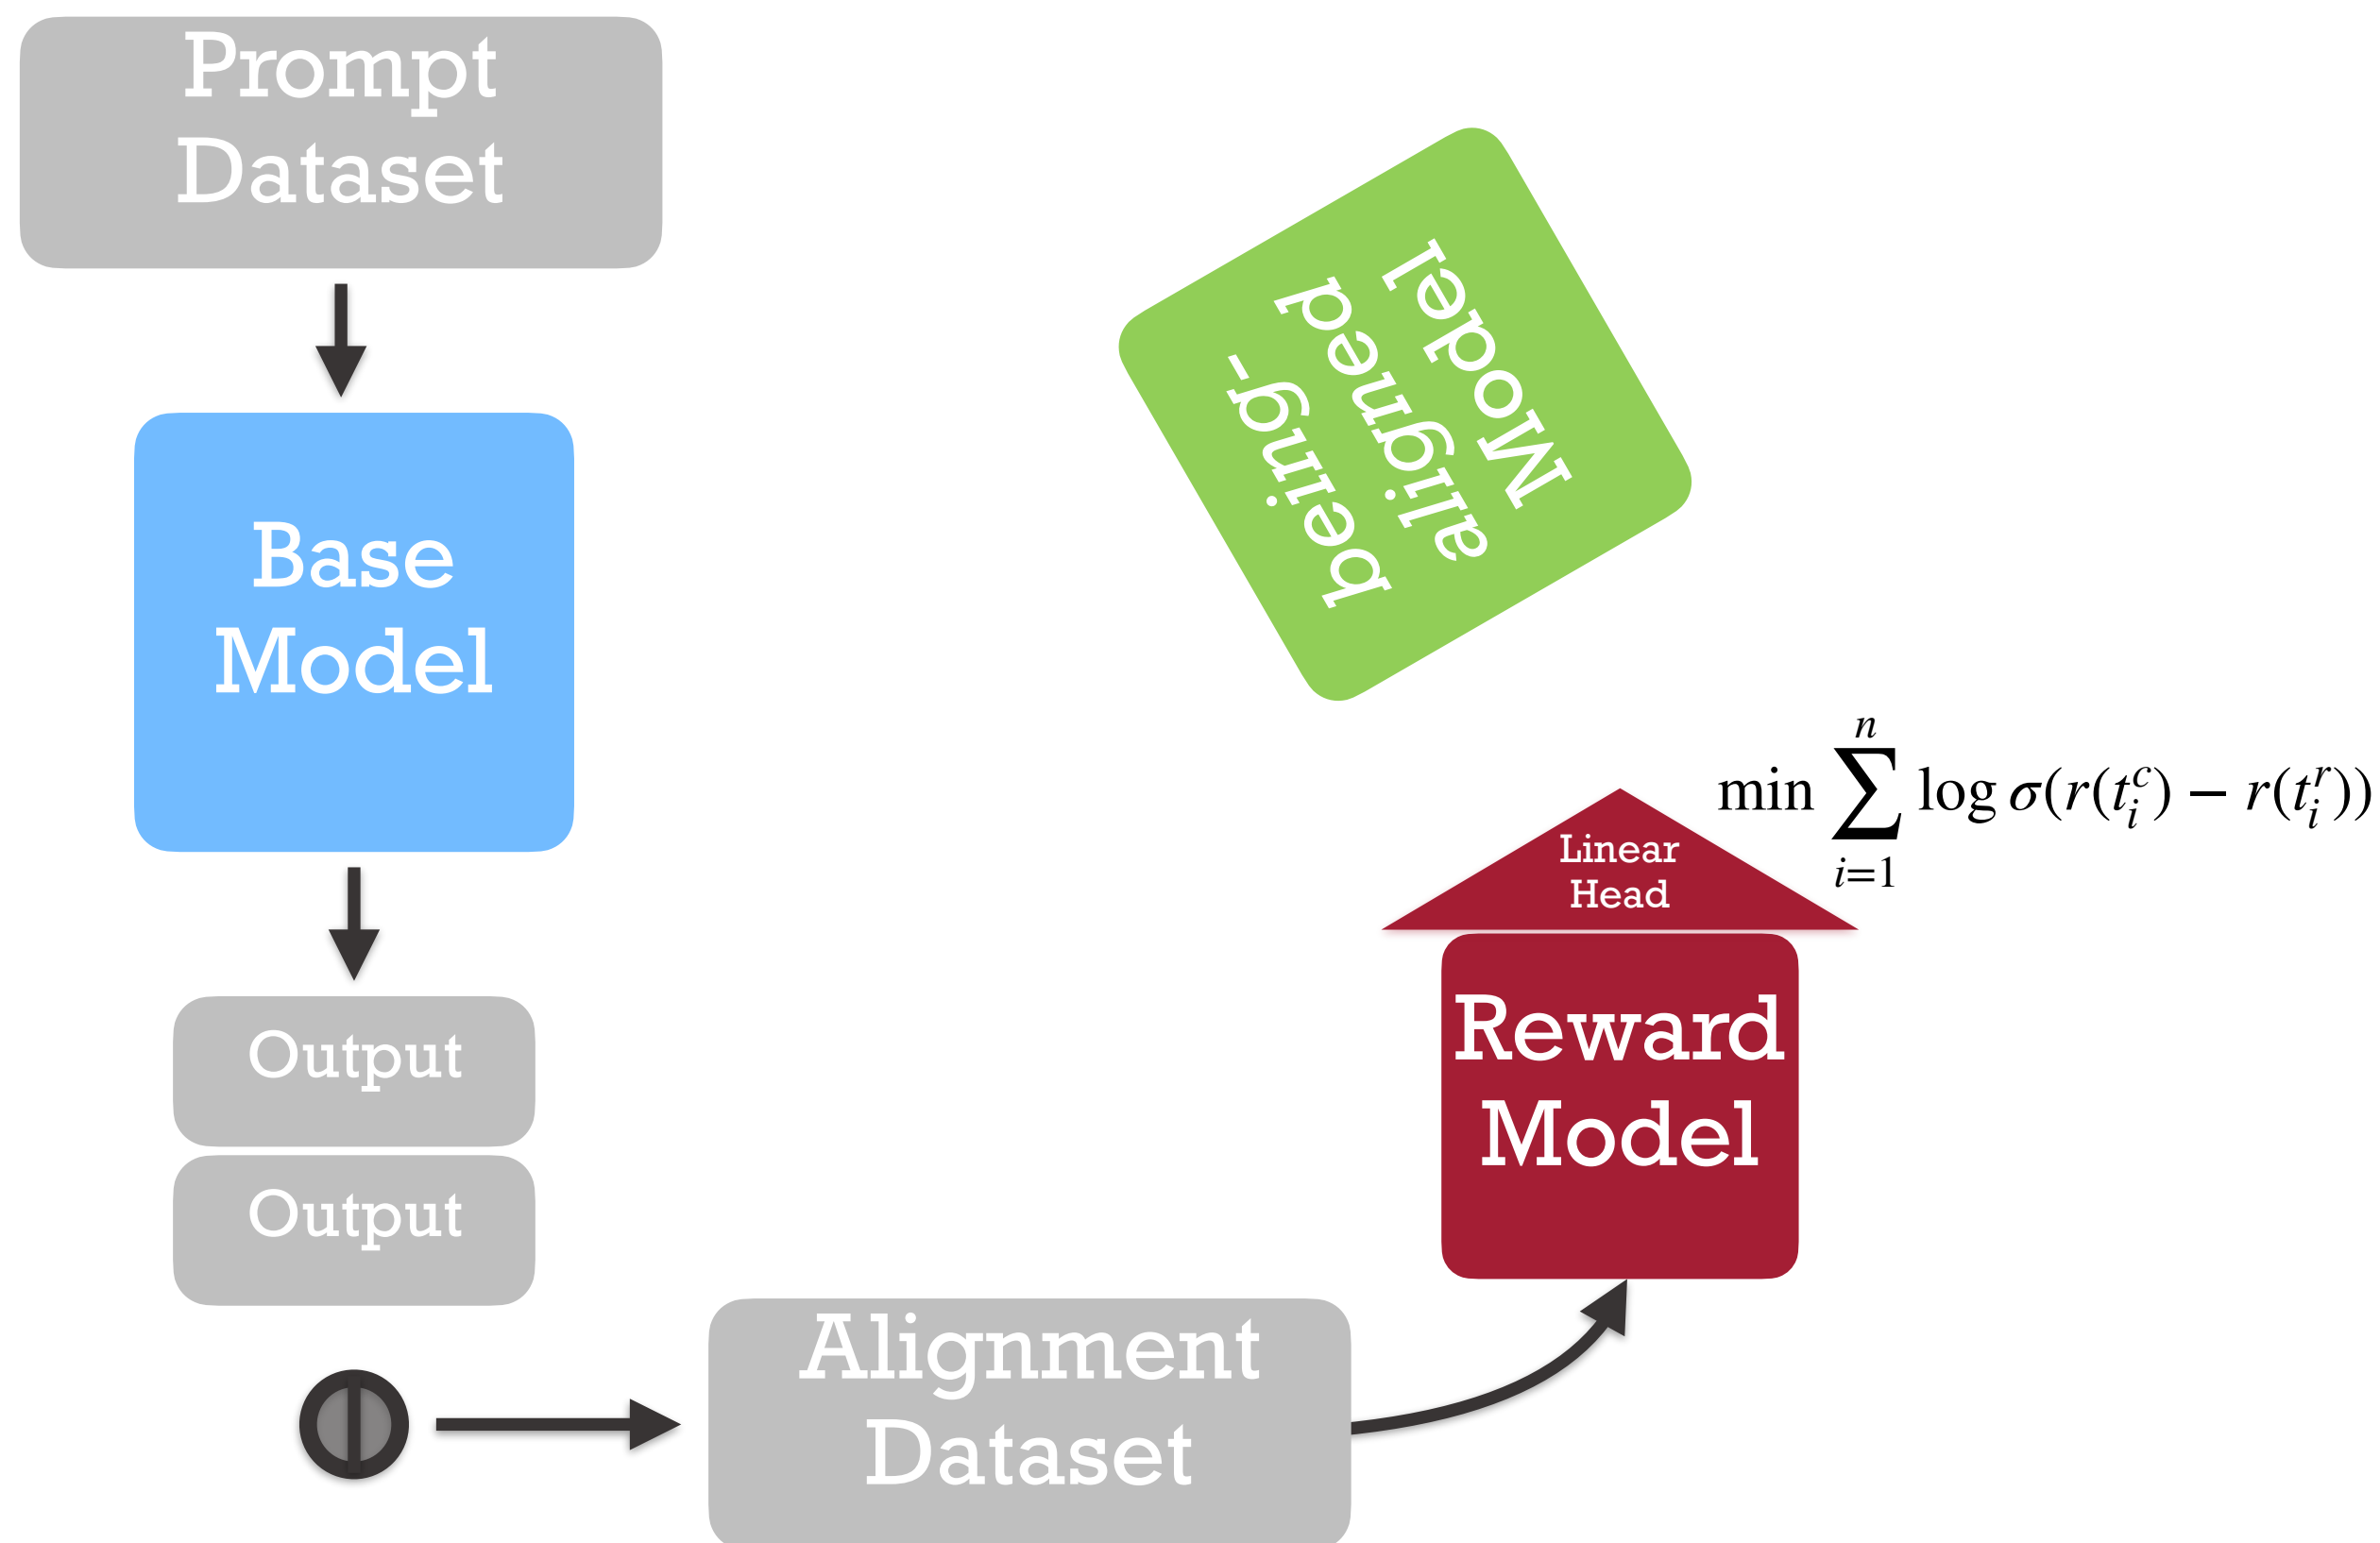 Prompt
Dataset
Base
Model
Output
Output
Alignment
Dataset
being-
aligned
Model
Linear
Head
Reward
Model
min ∑_{i=1}^{n} log σ(r(t_i^c) − r(t_i^r))